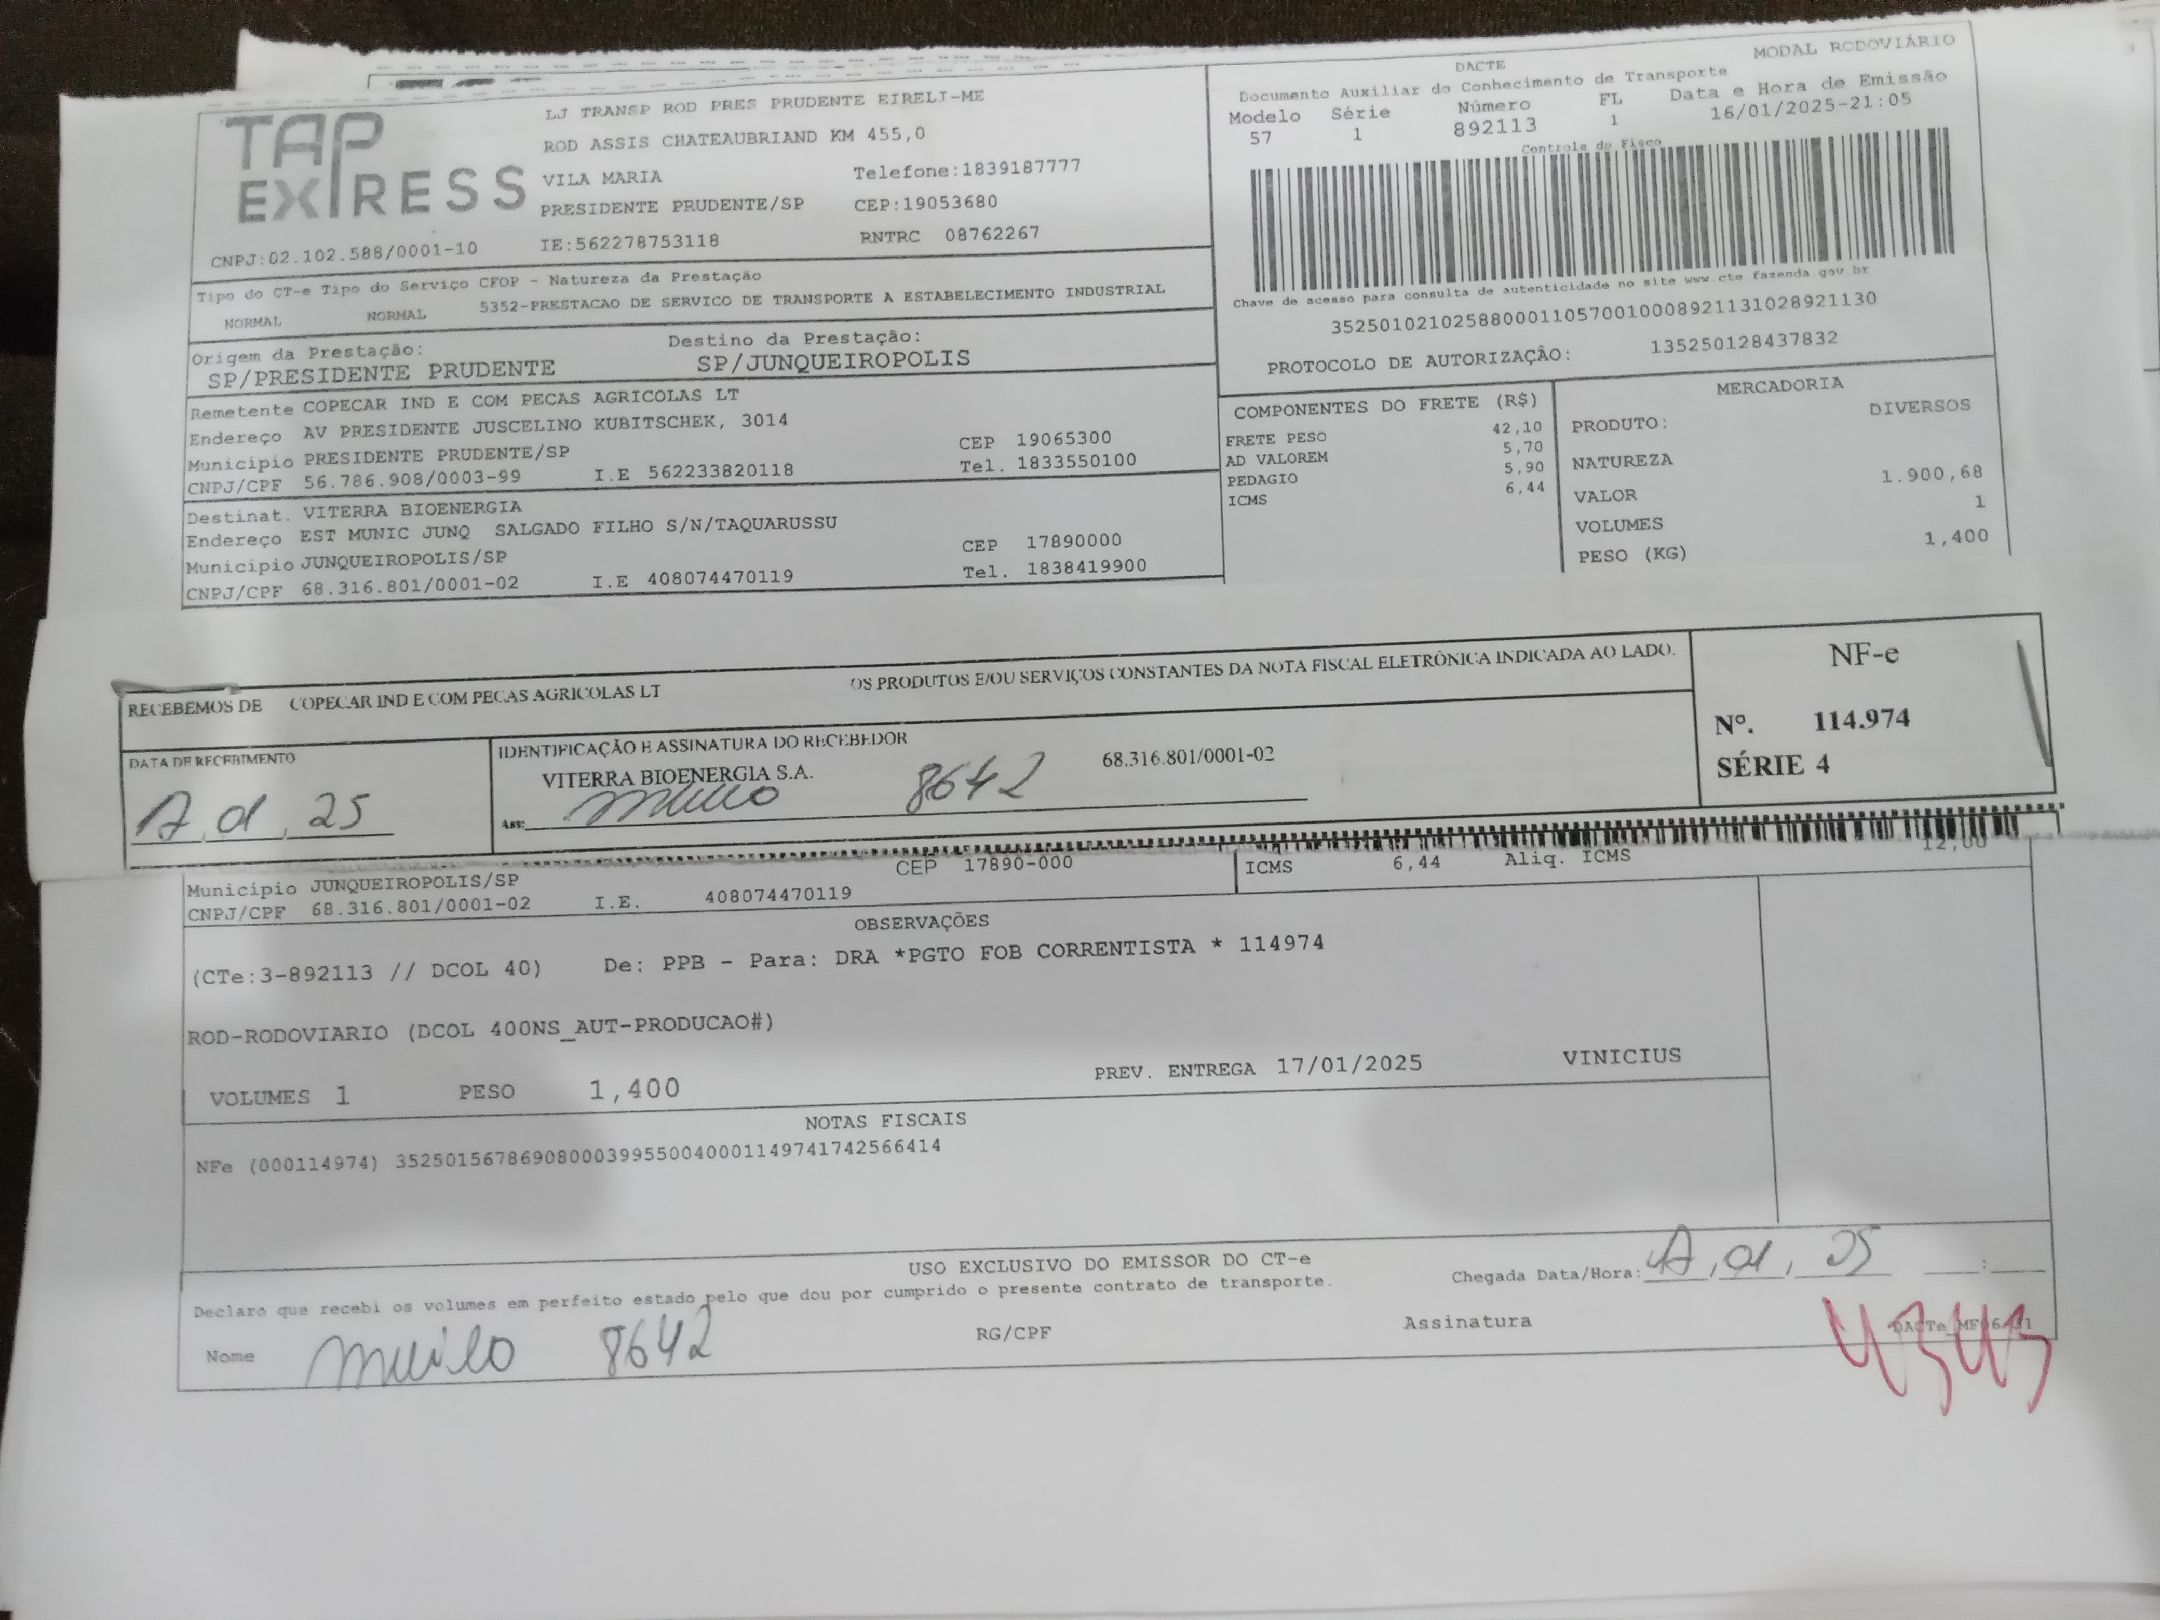 TAP EXPRESS
LJ TRANSP ROD PRES PRUDENTE EIRELI-ME
ROD ASSIS CHATEAUBRIAND KM 455,0
VILA MARIA Telefone:1839187777
PRESIDENTE PRUDENTE/SP CEP:19053680
CNPJ:02.102.588/0001-10 IE:562278753118 RNTRC 08762267
Tipo do CT-e Tipo do Serviço CFOP - Natureza da Prestação
NORMAL NORMAL 5352-PRESTACAO DE SERVICO DE TRANSPORTE A ESTABELECIMENTO INDUSTRIAL
Origem da Prestação: Destino da Prestação:
SP/PRESIDENTE PRUDENTE SP/JUNQUEIROPOLIS
Remetente COPECAR IND E COM PECAS AGRICOLAS LT
Endereço AV PRESIDENTE JUSCELINO KUBITSCHEK, 3014
Município PRESIDENTE PRUDENTE/SP CEP 19065300
CNPJ/CPF 56.786.908/0003-99 I.E 562233820118 Tel. 1833550100
Destinat. VITERRA BIOENERGIA
Endereço EST MUNIC JUNQ SALGADO FILHO S/N/TAQUARUSSU
Municipio JUNQUEIROPOLIS/SP CEP 17890000
CNPJ/CPF 68.316.801/0001-02 I.E 408074470119 Tel. 1838419900
DACTE MODAL RODOVIÁRIO
Documento Auxiliar do Conhecimento de Transporte
Modelo Série Número FL Data e Hora de Emissão
57 1 892113 1 16/01/2025-21:05
Controle do Fisco
Chave de acesso para consulta de autenticidade no site www.cte fazenda gov br
35250102102588000110570010008921131028921130
PROTOCOLO DE AUTORIZAÇÃO: 135250128437832
COMPONENTES DO FRETE (R$)
FRETE PESO 42,10
AD VALOREM 5,70
PEDAGIO 5,90
ICMS 6,44
MERCADORIA
PRODUTO: DIVERSOS
NATUREZA
VALOR 1.900,68
VOLUMES 1
PESO (KG) 1,400
RECEBEMOS DE COPECAR IND E COM PECAS AGRICOLAS LT OS PRODUTOS E/OU SERVIÇOS CONSTANTES DA NOTA FISCAL ELETRÔNICA INDICADA AO LADO.
NF-e
Nº. 114.974
SÉRIE 4
DATA DE RECEBIMENTO
IDENTIFICAÇÃO E ASSINATURA DO RECEBEDOR
VITERRA BIOENERGIA S.A. 68.316.801/0001-02
Ass: Murilo 8642
17, 01, 25
CEP 17890-000 ICMS 6,44 Aliq. ICMS 12,00
Município JUNQUEIROPOLIS/SP
CNPJ/CPF 68.316.801/0001-02 I.E. 408074470119
OBSERVAÇÕES
(CTe:3-892113 // DCOL 40) De: PPB - Para: DRA *PGTO FOB CORRENTISTA * 114974
ROD-RODOVIARIO (DCOL 400NS_AUT-PRODUCAO#)
VOLUMES 1 PESO 1,400 PREV. ENTREGA 17/01/2025 VINICIUS
NOTAS FISCAIS
NFe (000114974) 35250156786908000399550040001149741742566414
USO EXCLUSIVO DO EMISSOR DO CT-e
Declaro que recebi os volumes em perfeito estado pelo que dou por cumprido o presente contrato de transporte.
Chegada Data/Hora: 17, 01, 25 :
Nome Murilo 8642 RG/CPF Assinatura